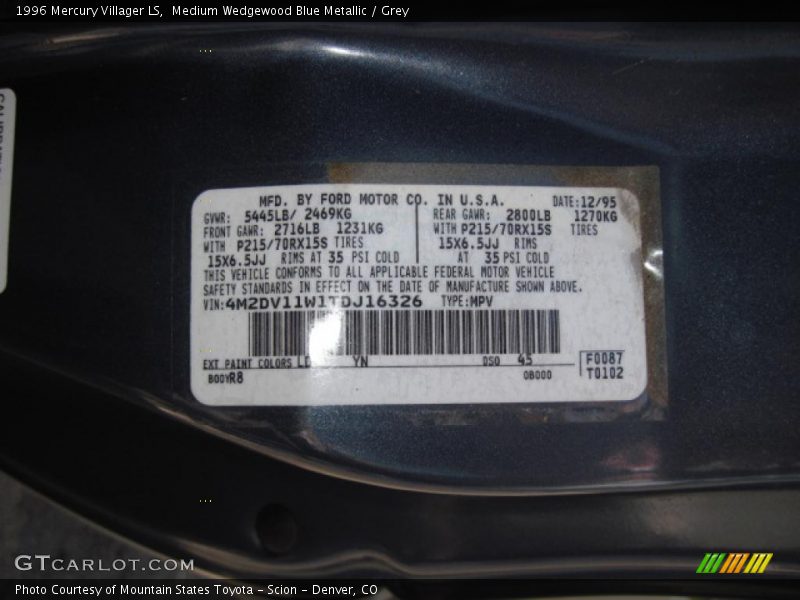 1996 Mercury Villager LS,  Medium Wedgewood Blue Metallic / Grey
MFD. BY FORD MOTOR CO. IN U.S.A.
DATE:12/95
GVWR: 5445LB/ 2469KG
FRONT GAWR: 2716LB 1231KG
WITH P215/70RX15S TIRES
15X6.5JJ RIMS AT 35 PSI COLD
REAR GAWR: 2800LB 1270KG
WITH P215/70RX15S TIRES
15X6.5JJ RIMS
AT 35 PSI COLD
THIS VEHICLE CONFORMS TO ALL APPLICABLE FEDERAL MOTOR VEHICLE
SAFETY STANDARDS IN EFFECT ON THE DATE OF MANUFACTURE SHOWN ABOVE.
VIN:4M2DV11W1TDJ16326 TYPE:MPV
EXT PAINT COLORS YN DSO 45
F0087
BODY R8
0B000
T0102
GTCARLOT.COM
Photo Courtesy of Mountain States Toyota - Scion - Denver, CO